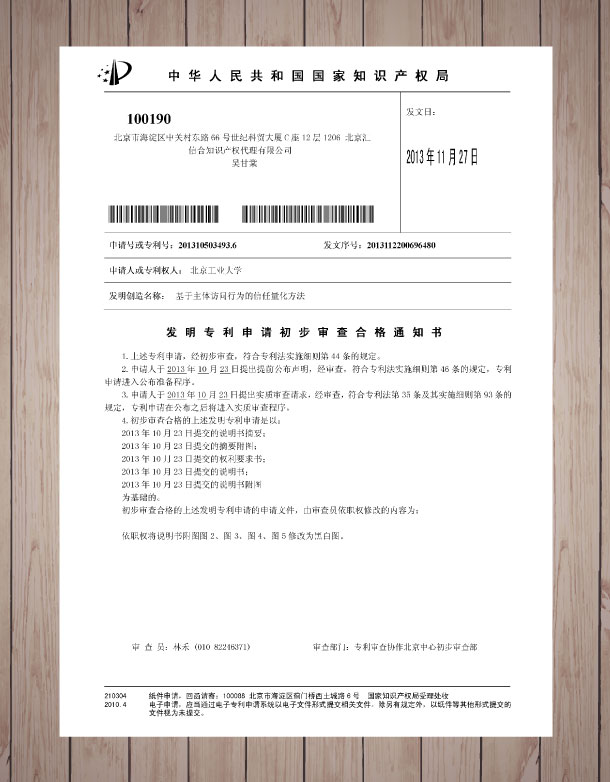 中华人民共和国国家知识产权局
100190
北京市海淀区中关村东路 66 号世纪科贸大厦 C 座 12 层 1206 北京汇
信合知识产权代理有限公司
吴甘棠
发文日：
2013 年 11 月 27 日
申请号或专利号：201310503493.6
发文序号：2013112200696480
申请人或专利权人： 北京工业大学
发明创造名称： 基于主体访问行为的信任量化方法
发明专利申请初步审查合格通知书
1.上述专利申请，经初步审查，符合专利法实施细则第 44 条的规定。
2.申请人于 2013 年 10 月 23 日提出提前公布声明，经审查，符合专利法实施细则第 46 条的规定，专利
申请进入公布准备程序。
3.申请人于 2013 年 10 月 23 日提出实质审查请求，经审查，符合专利法第 35 条及其实施细则第 93 条的
规定，专利申请在公布之后将进入实质审查程序。
4.初步审查合格的上述发明专利申请是以：
2013 年 10 月 23 日提交的说明书摘要；
2013 年 10 月 23 日提交的摘要附图；
2013 年 10 月 23 日提交的权利要求书；
2013 年 10 月 23 日提交的说明书；
2013 年 10 月 23 日提交的说明书附图
为基础的。
初步审查合格的上述发明专利申请的申请文件，由审查员依职权修改的内容为：
依职权将说明书附图图 2、图 3、图 4、图 5 修改为黑白图。
审 查 员：林禾 (010 82246371)
审查部门：专利审查协作北京中心初步审查部
210304 纸件申请，回函请寄：100088 北京市海淀区蓟门桥西土城路 6 号 国家知识产权局受理处收
2010.4 电子申请，应当通过电子专利申请系统以电子文件形式提交相关文件。除另有规定外，以纸件等其他形式提交的
文件视为未提交。